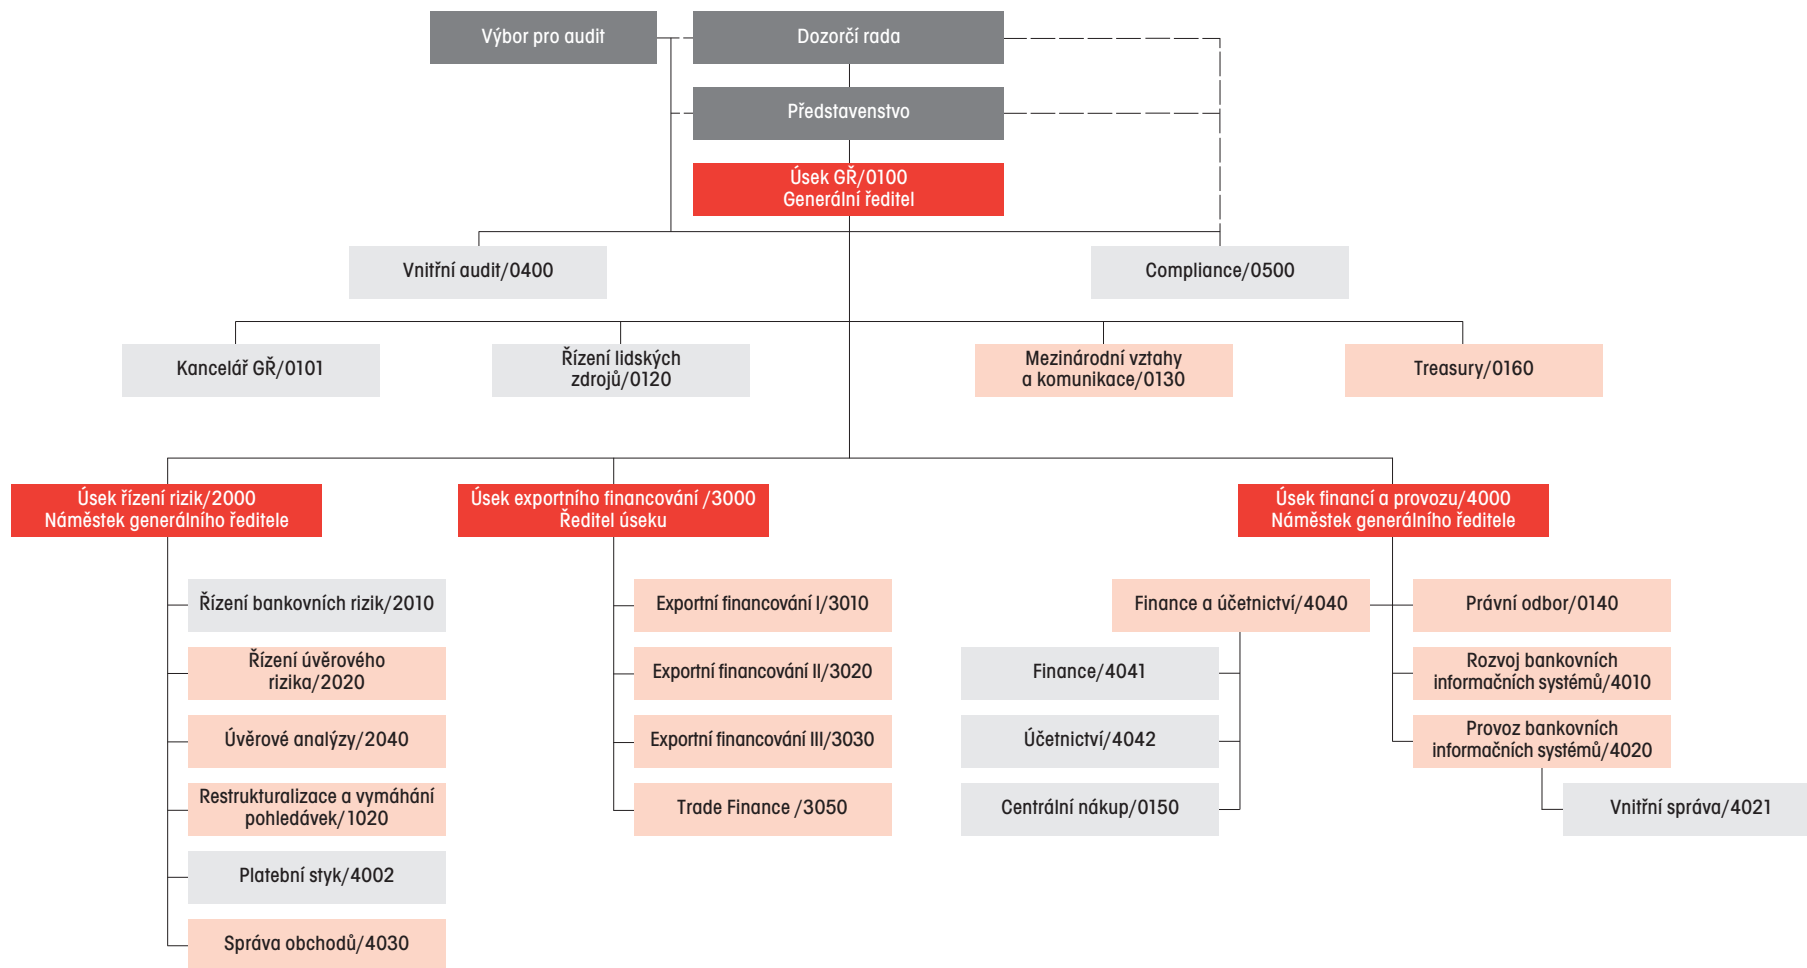 Výbor pro audit
Dozorčí rada
Představenstvo
Úsek GŘ/0100
Generální ředitel
Vnitřní audit/0400
Compliance/0500
Kancelář GŘ/0101
Řízení lidských
zdrojů/0120
Mezinárodní vztahy
a komunikace/0130
Treasury/0160
Úsek řízení rizik/2000
Náměstek generálního ředitele
Úsek exportního financování /3000
Ředitel úseku
Úsek financí a provozu/4000
Náměstek generálního ředitele
Řízení bankovních rizik/2010
Řízení úvěrového
rizika/2020
Úvěrové analýzy/2040
Restrukturalizace a vymáhání
pohledávek/1020
Platební styk/4002
Správa obchodů/4030
Exportní financování I/3010
Exportní financování II/3020
Exportní financování III/3030
Trade Finance /3050
Finance a účetnictví/4040
Finance/4041
Účetnictví/4042
Centrální nákup/0150
Právní odbor/0140
Rozvoj bankovních
informačních systémů/4010
Provoz bankovních
informačních systémů/4020
Vnitřní správa/4021